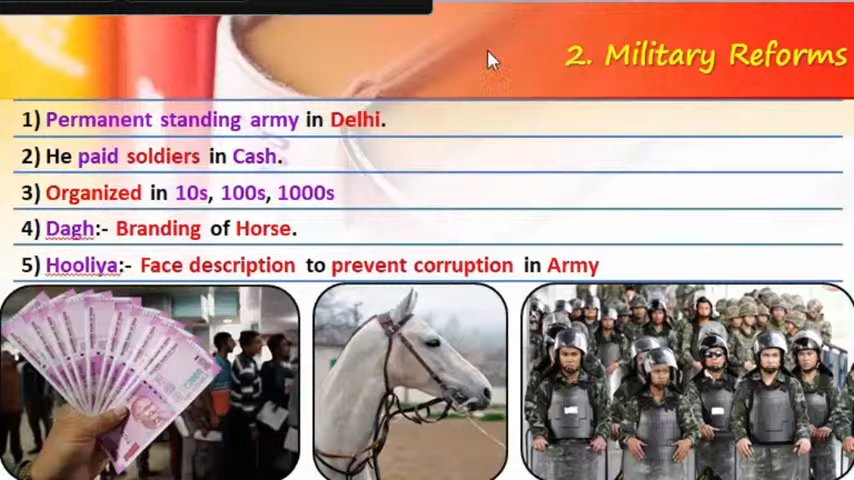 2. Military Reforms
1) Permanent standing army in Delhi.
2) He paid soldiers in Cash.
3) Organized in 10s, 100s, 1000s
4) Dagh:- Branding of Horse.
5) Hooliya:- Face description to prevent corruption in Army